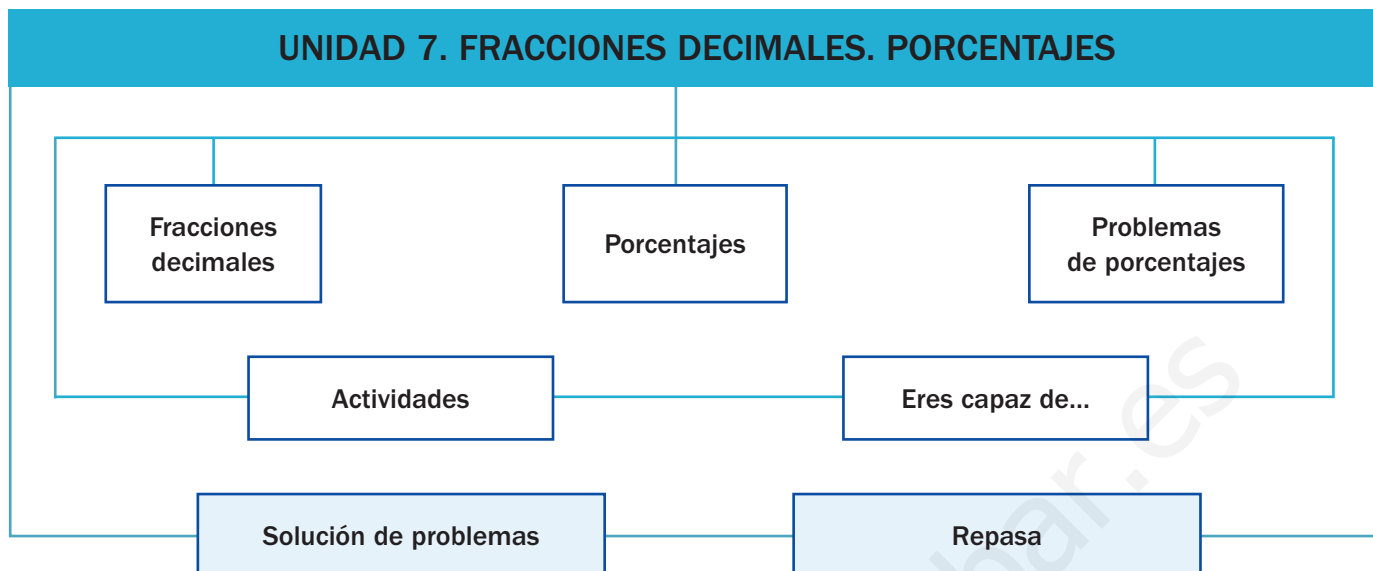 UNIDAD 7. FRACCIONES DECIMALES. PORCENTAJES
Fracciones
decimales
Porcentajes
Problemas
de porcentajes
Actividades
Eres capaz de...
Solución de problemas
Repasa